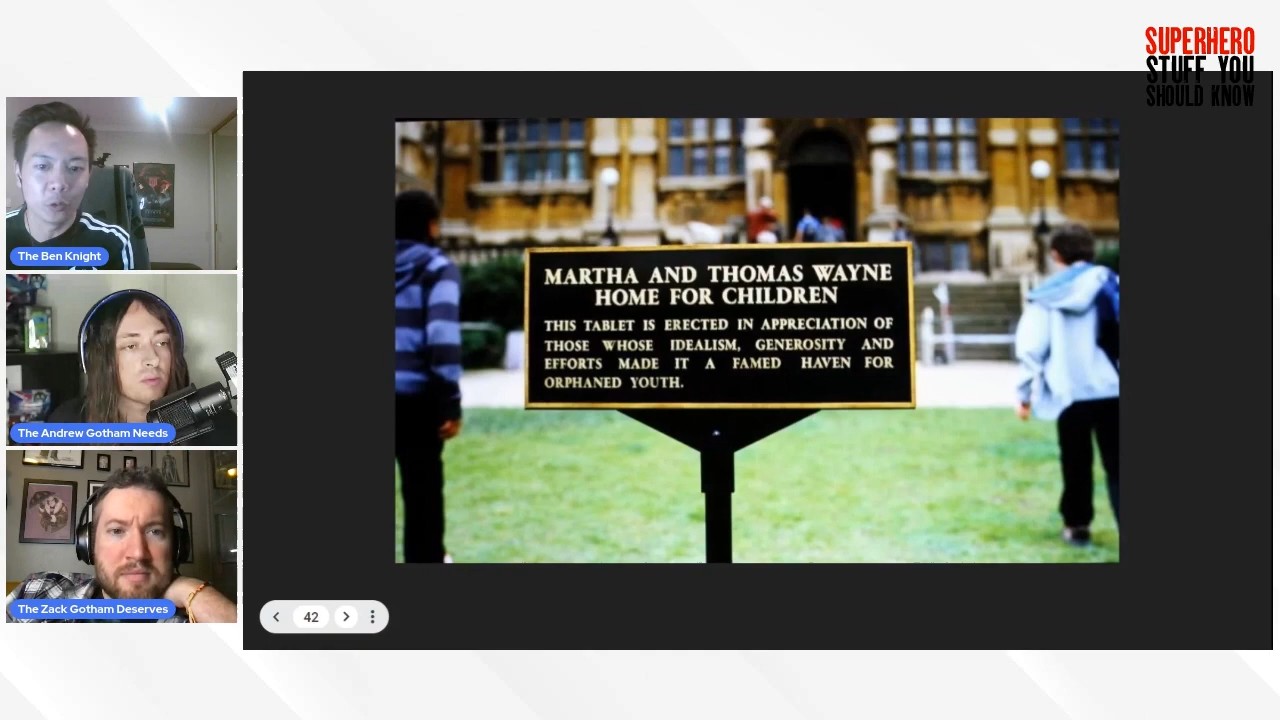 SUPERHERO
STUFF YOU
SHOULD KNOW
The Ben Knight
The Andrew Gotham Needs
The Zack Gotham Deserves
MARTHA AND THOMAS WAYNE
HOME FOR CHILDREN
THIS TABLET IS ERECTED IN APPRECIATION OF
THOSE WHOSE IDEALISM, GENEROSITY AND
EFFORTS MADE IT A FAMED HAVEN FOR
ORPHANED YOUTH.
42